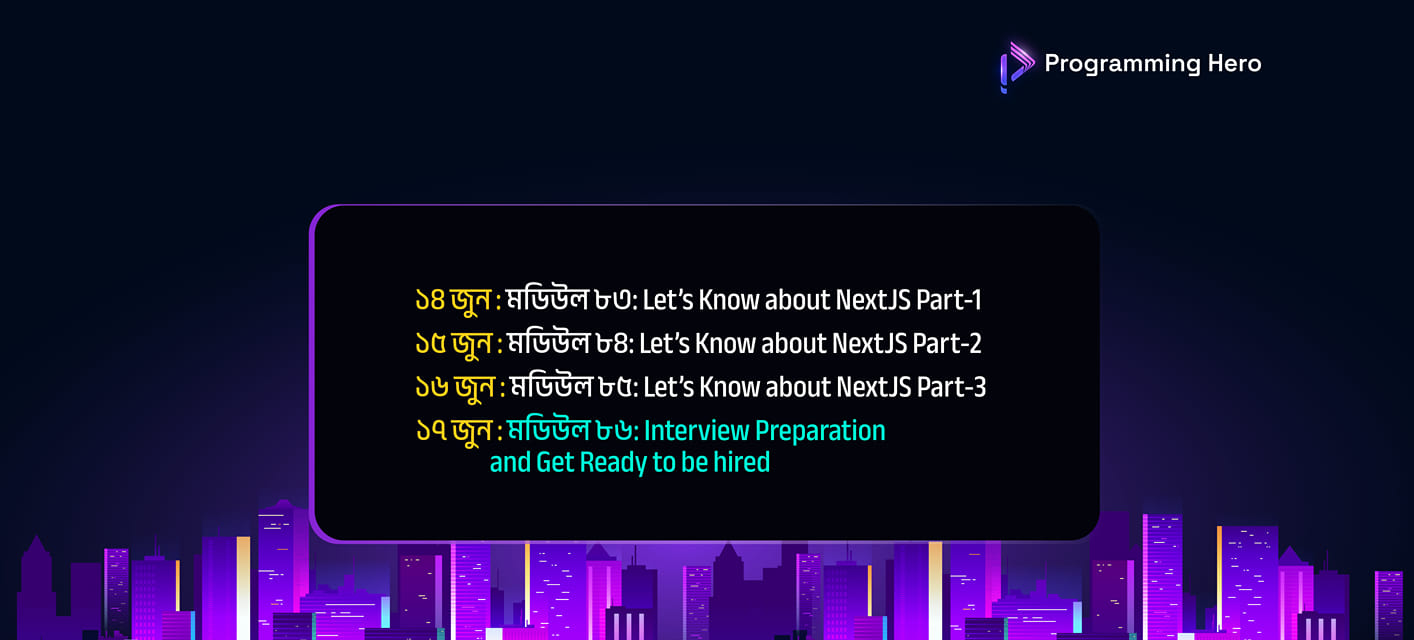 Programming Hero
১৪ জুন : মডিউল ৮৩: Let’s Know about NextJS Part-1
১৫ জুন : মডিউল ৮৪: Let’s Know about NextJS Part-2
১৬ জুন : মডিউল ৮৫: Let’s Know about NextJS Part-3
১৭ জুন : মডিউল ৮৬: Interview Preparation
and Get Ready to be hired